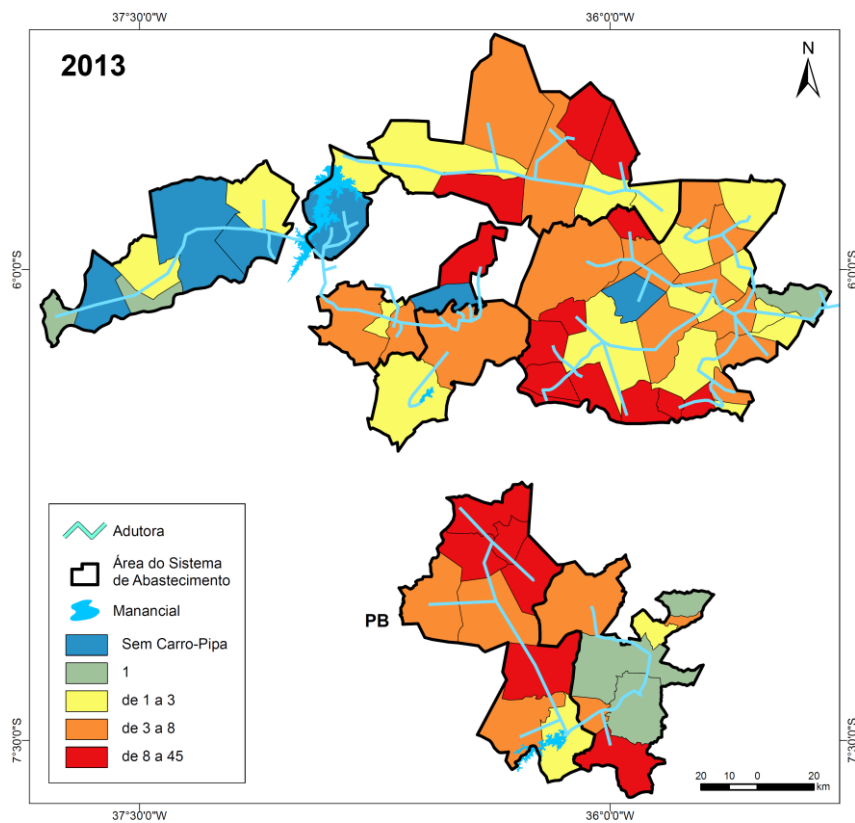 37°30'0"W
36°0'0"W
2013
N
6°0'0"S
6°0'0"S
Adutora
Área do Sistema
de Abastecimento
Manancial
Sem Carro-Pipa
1
de 1 a 3
de 3 a 8
de 8 a 45
PB
7°30'0"S
7°30'0"S
20 10 0 20
km
37°30'0"W
36°0'0"W